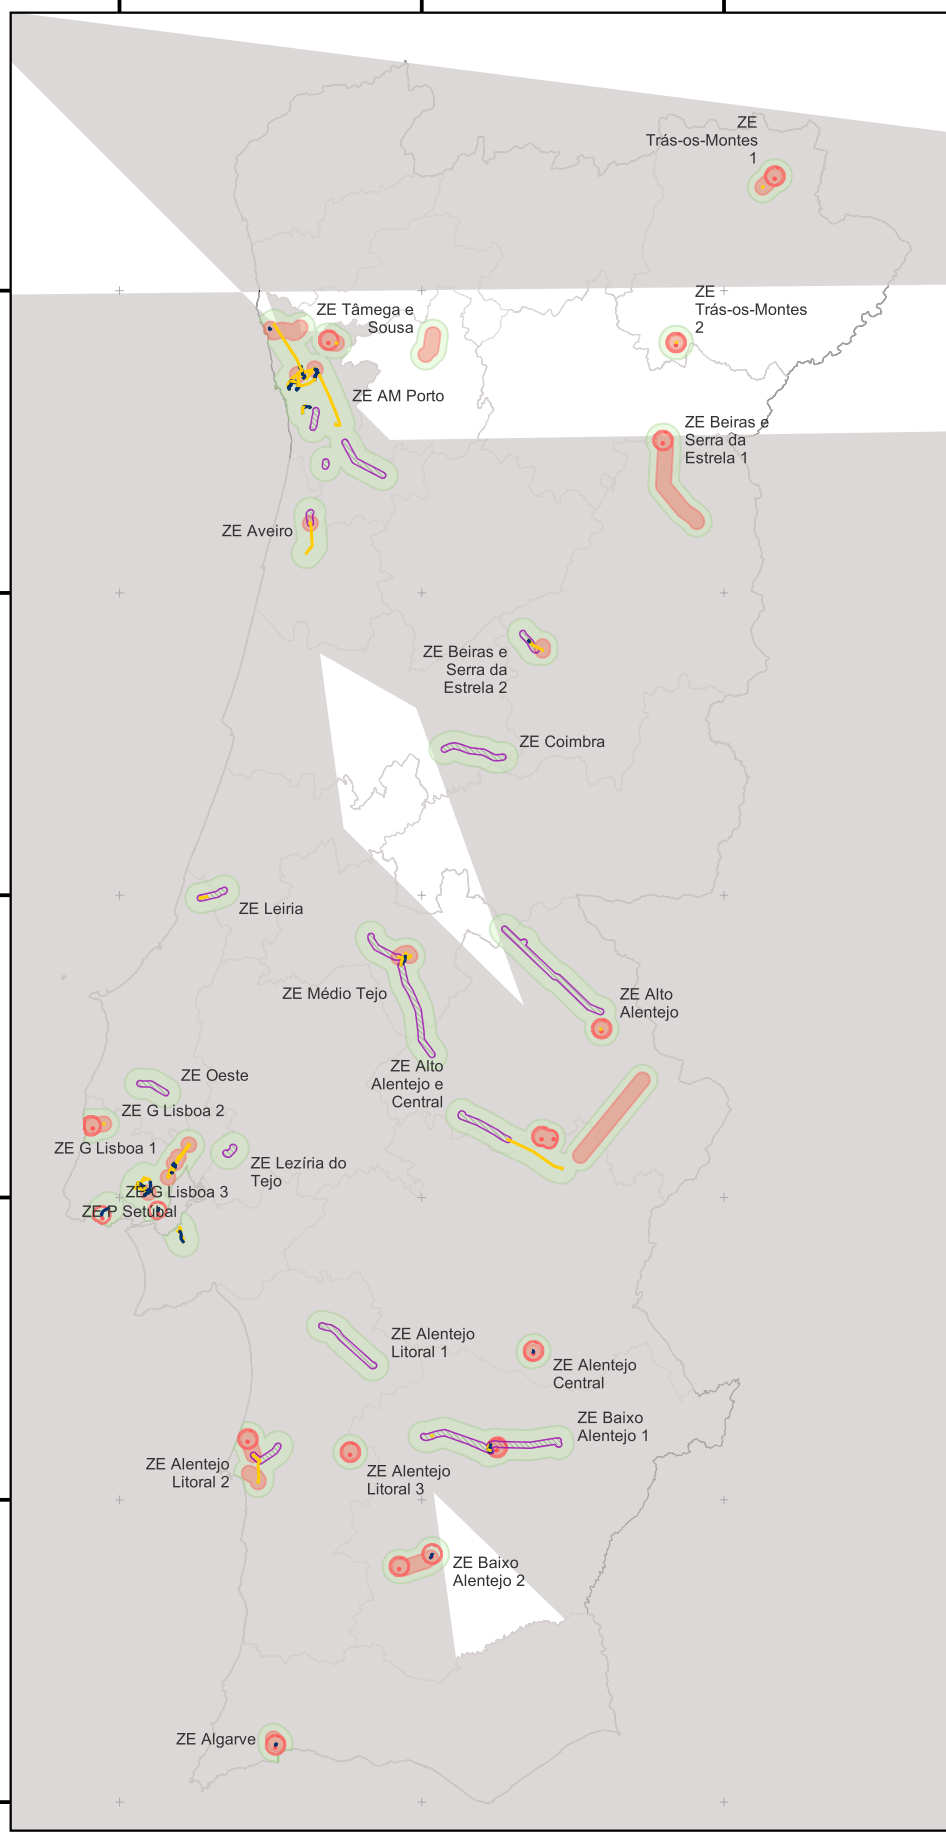 ZE
Trás-os-Montes
1
ZE
Trás-os-Montes
2
ZE Tâmega e
Sousa
ZE AM Porto
ZE Beiras e
Serra da
Estrela 1
ZE Aveiro
ZE Beiras e
Serra da
Estrela 2
ZE Coimbra
ZE Leiria
ZE Médio Tejo
ZE Alto
Alentejo
ZE Alto
Alentejo e
Central
ZE Oeste
ZE G Lisboa 2
ZE G Lisboa 1
ZE Lezíria do
Tejo
ZE G Lisboa 3
ZE P Setúbal
ZE Alentejo
Litoral 1
ZE Alentejo
Central
ZE Baixo
Alentejo 1
ZE Alentejo
Litoral 2
ZE Alentejo
Litoral 3
ZE Baixo
Alentejo 2
ZE Algarve